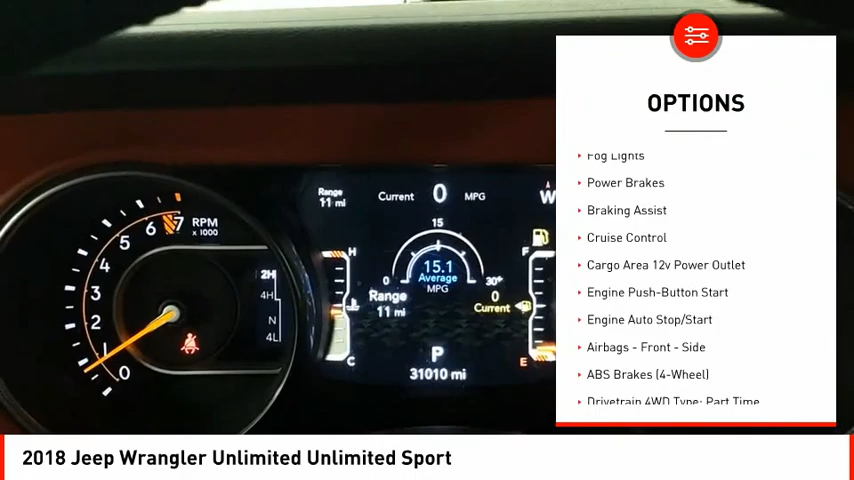 Range
11 mi
Current 0 MPG
W
RPM
x 1000
7
6
5
4
3
2
1
0
2H
4H
N
4L
H
C
15
0
30+
15.1
Average
MPG
Range
11 mi
0
Current
F
E
P
31010 mi
OPTIONS
Fog Lights
Power Brakes
Braking Assist
Cruise Control
Cargo Area 12v Power Outlet
Engine Push-Button Start
Engine Auto Stop/Start
Airbags - Front - Side
ABS Brakes (4-Wheel)
Drivetrain 4WD Type: Part Time
2018 Jeep Wrangler Unlimited Unlimited Sport